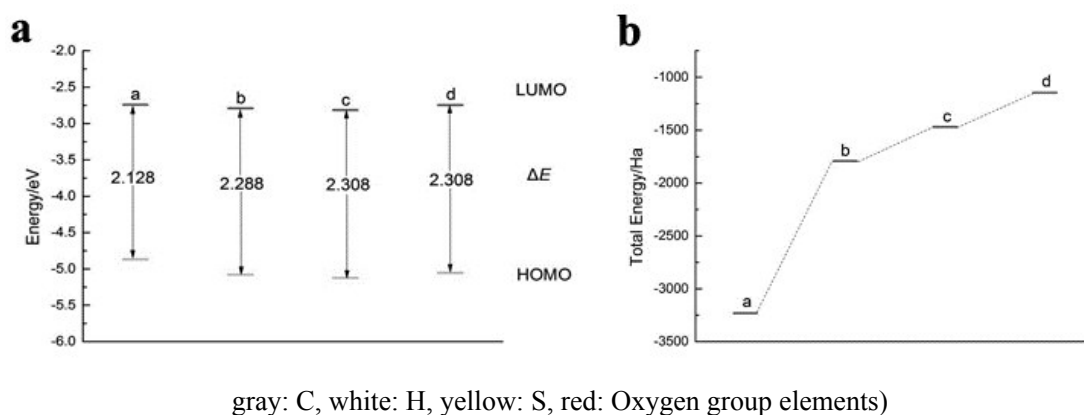 a
-2.0
-2.5
-3.0
-3.5
-4.0
-4.5
-5.0
-5.5
-6.0
Energy/eV
a
b
c
d
LUMO
2.128
2.288
2.308
2.308
ΔE
HOMO
b
-1000
-1500
-2000
-2500
-3000
-3500
Total Energy/Ha
a
b
c
d
gray: C, white: H, yellow: S, red: Oxygen group elements)